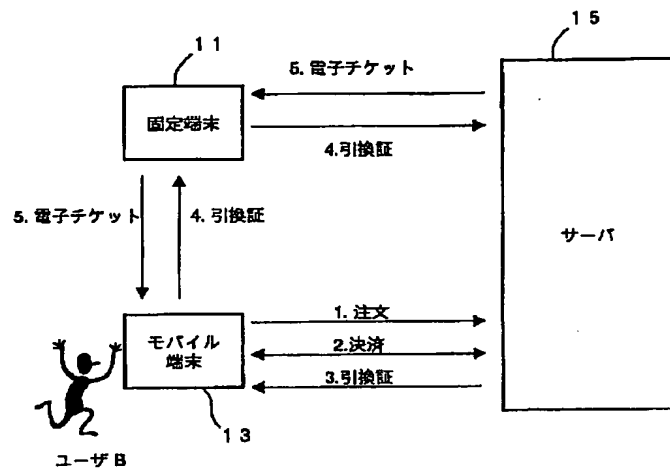 11
15
5. 電子チケット
固定端末
4.引換証
5. 電子チケット
4. 引換証
サーバ
1. 注文
モバイル
端末
2.決済
3.引換証
13
ユーザB